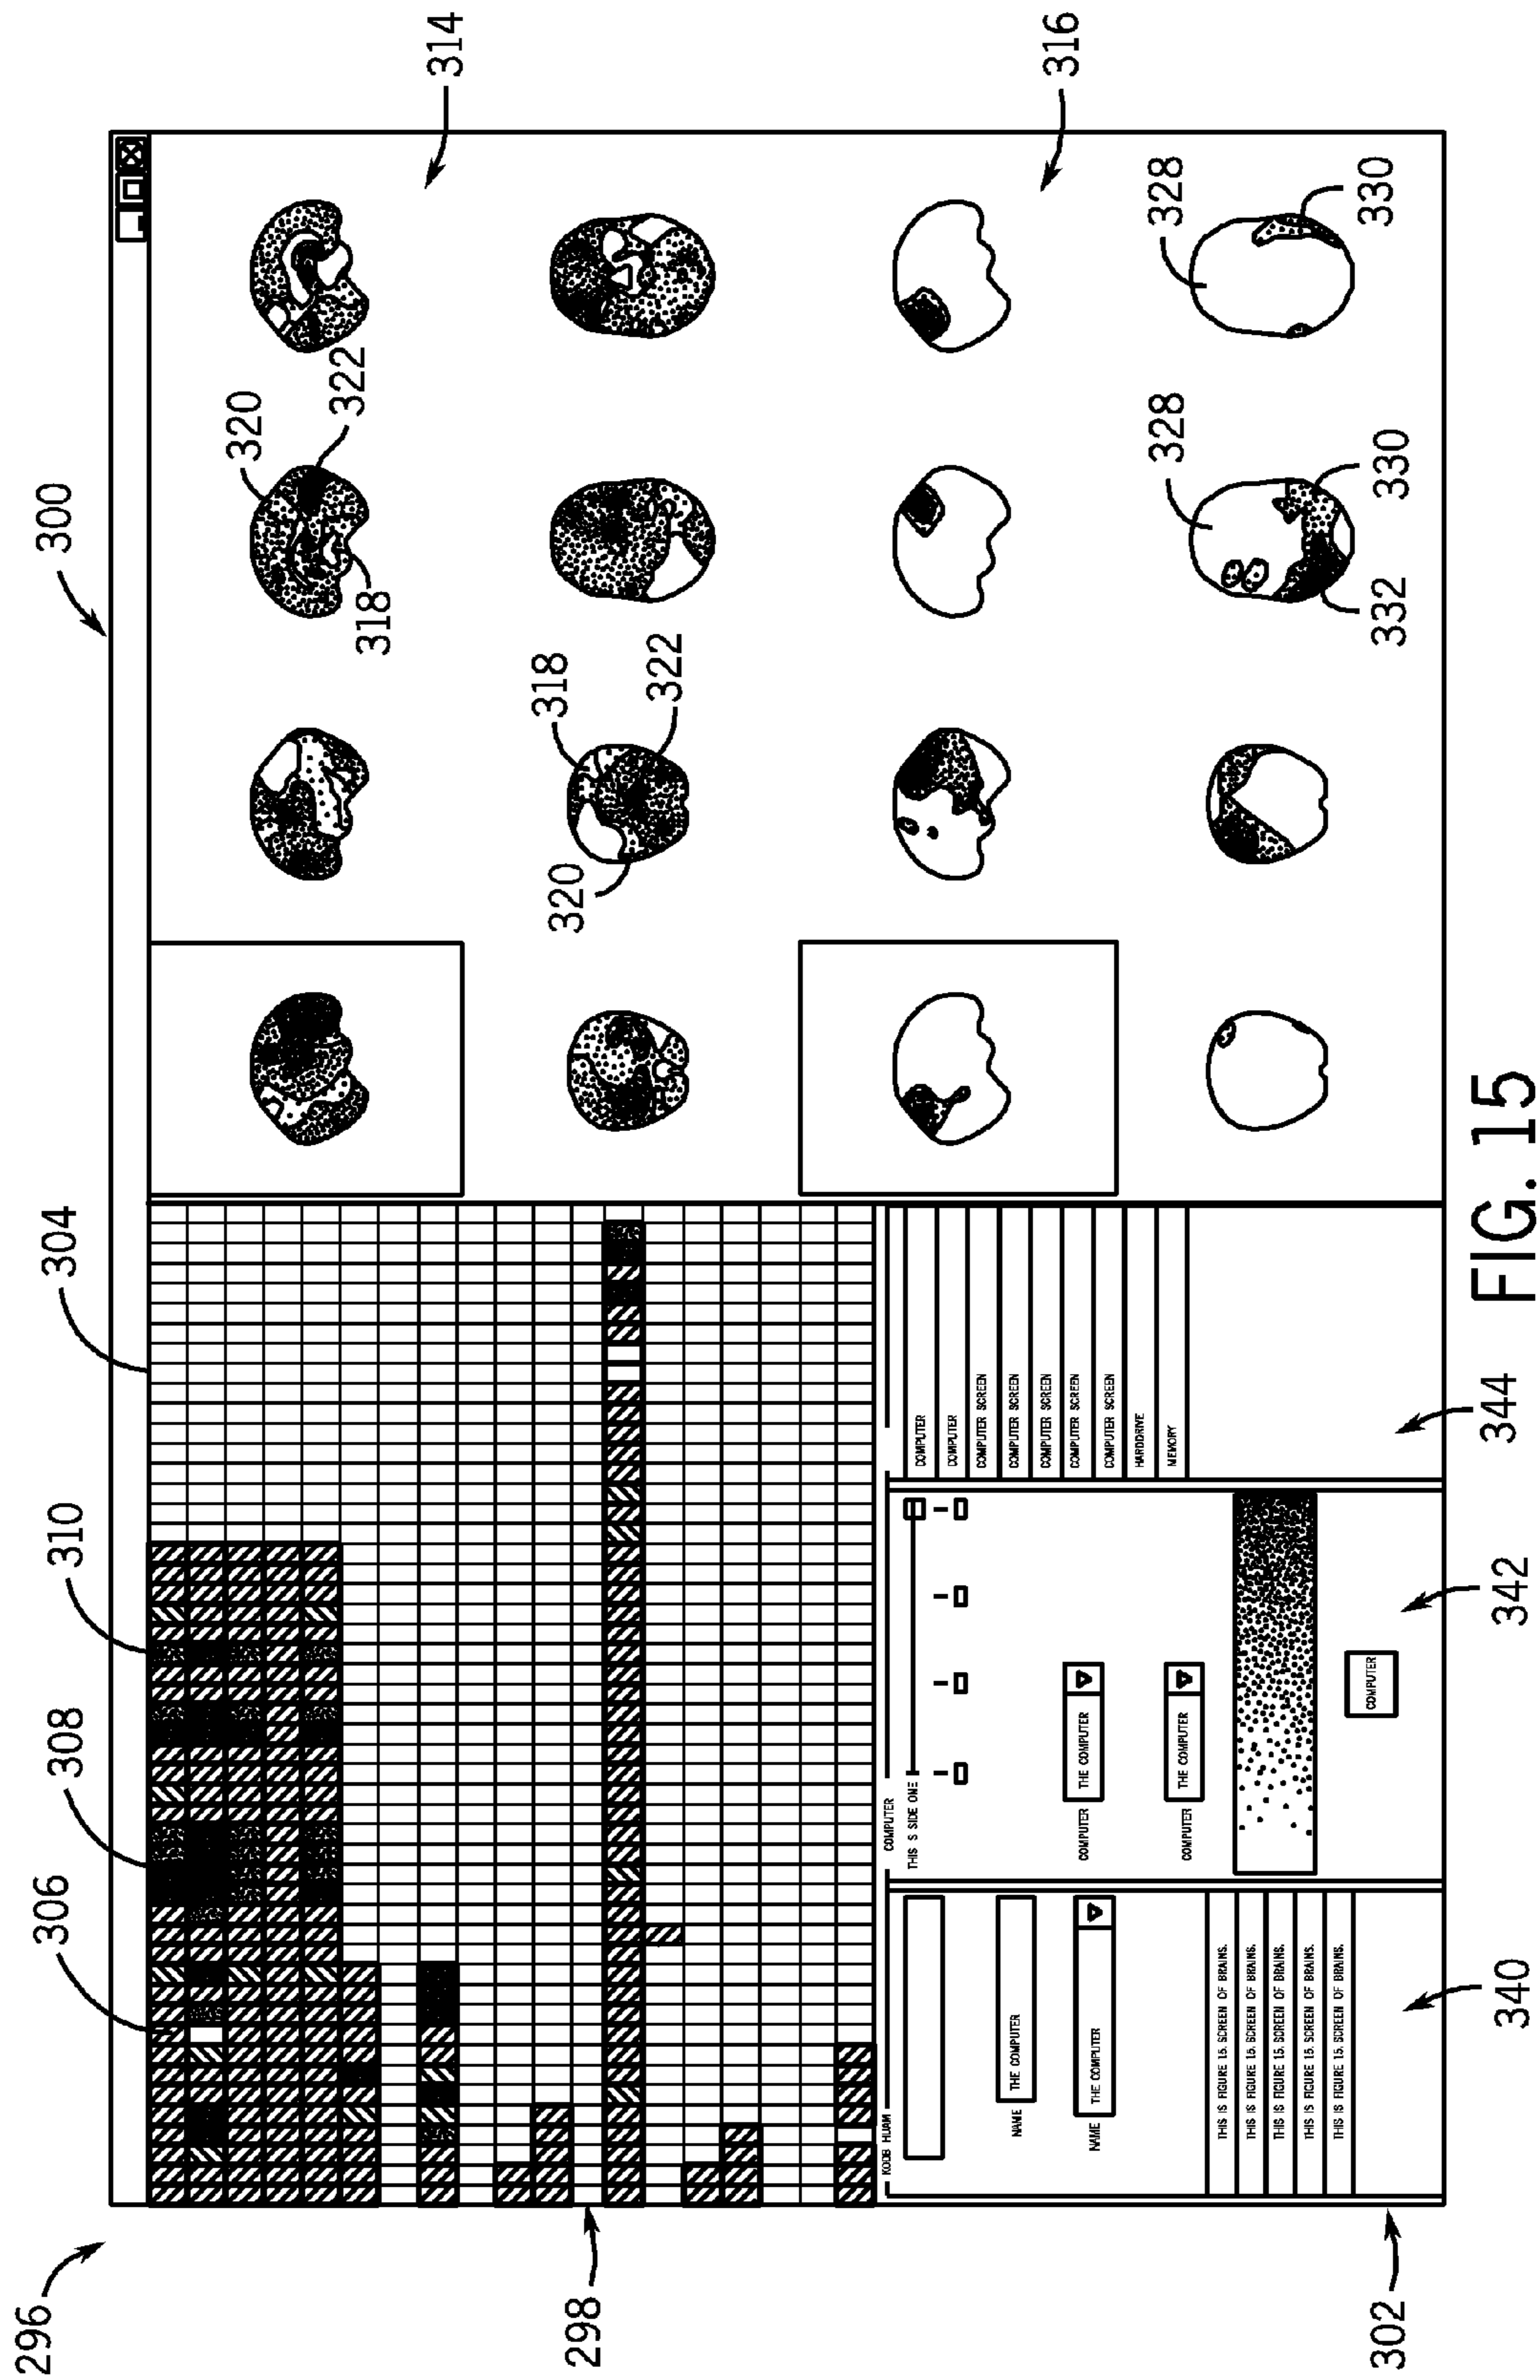 296
298
300
302
304
306
308
310
314
316
320
322
318
318
322
320
328
328
330
330
332
KOOB HUAM
NAME
THE COMPUTER
NAME
THE COMPUTER
THIS IS FIGURE 15. SCREEN OF BRAINS.
THIS IS FIGURE 15. SCREEN OF BRAINS.
THIS IS FIGURE 15. SCREEN OF BRAINS.
THIS IS FIGURE 15. SCREEN OF BRAINS.
THIS IS FIGURE 15. SCREEN OF BRAINS.
340
COMPUTER
THIS S SIDE ONE
COMPUTER
THE COMPUTER
COMPUTER
THE COMPUTER
COMPUTER
342
COMPUTER
COMPUTER
COMPUTER SCREEN
COMPUTER SCREEN
COMPUTER SCREEN
COMPUTER SCREEN
COMPUTER SCREEN
HARDDRIVE
MEMORY
344
FIG. 15